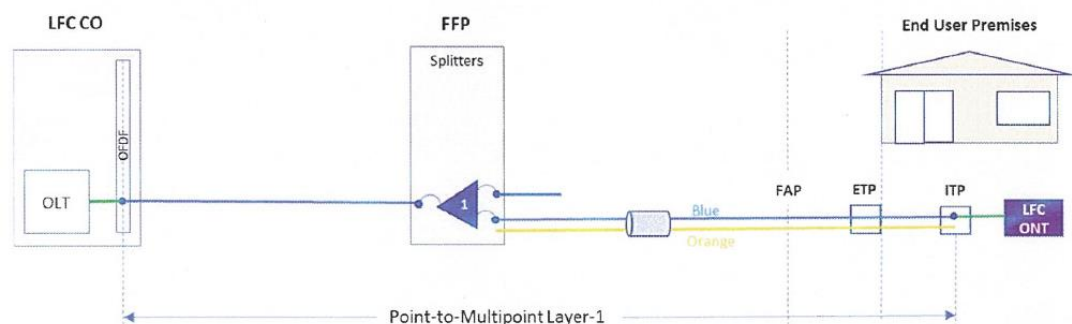 LFC CO
FFP
End User Premises
Splitters
OFDF
OLT
1
FAP
ETP
ITP
Blue
Orange
LFC
ONT
Point-to-Multipoint Layer-1